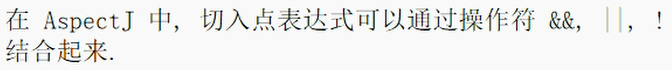 在 AspectJ 中, 切入点表达式可以通过操作符 &&, ||, !
结合起来.